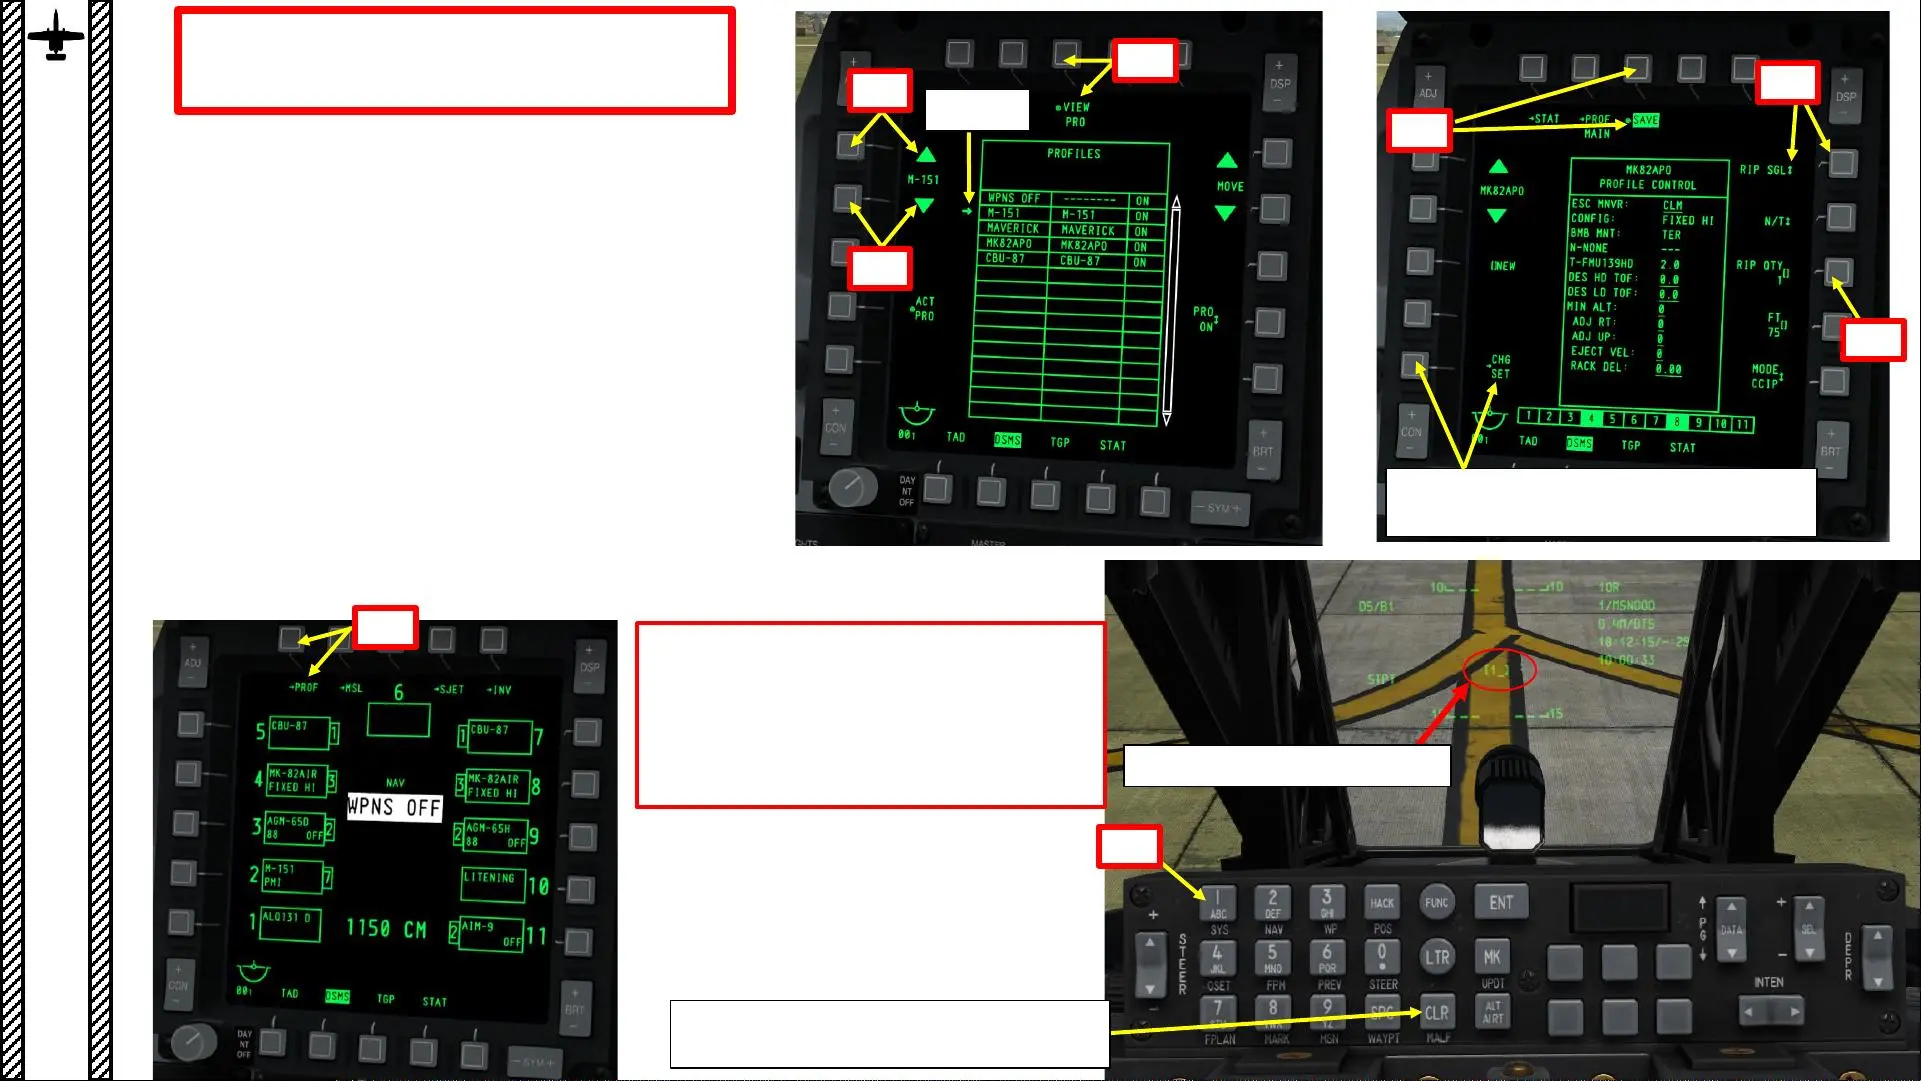 DSP
VIEW
PRO
M-151
PROFILES
MOVE
WPNS OFF -------- ON
M-151 M-151 ON
MAVERICK MAVERICK ON
MK82APO MK82APO ON
CBU-87 CBU-87 ON
ACT
PRO
PRO
ON
CON
BRT
001
TAD DSMS TGP STAT
DAY
NT
OFF
SYM
MASTER
ADJ
DSP
STAT PROF SAVE
MAIN
MK82APO
PROFILE CONTROL
RIP SGL
MK82APO
ESC MNVR: CLM
CONFIG: FIXED HI
BMB MNT: TER
N-NONE ---
T-FMU139HD 2.0
DES HD TOF: 0.0
DES LD TOF: 0.0
MIN ALT: 0
ADJ RT: 0
ADJ UP: 0
EJECT VEL: 0
RACK DEL: 0.00
N/T
[]NEW
RIP QTY
1[]
FT
75[]
CHG
SET
MODE
CCIP
CON
BRT
1 2 3 4 5 6 7 8 9 10 11
TAD DSMS TGP STAT
ADJ
DSP
PROF MSL 6 SJET INV
5 CBU-87 1
1 CBU-87 7
4 MK-82AIR 3
FIXED HI
3 MK-82AIR 8
FIXED HI
NAV
WPNS OFF
3 AGM-65D 2
88 OFF
2 AGM-65H 9
88 OFF
2 M-151 7
PMI
LITENING 10
1 ALQ131 D
1150 CM
2 AIM-9 11
OFF
CON
BRT
001
TAD DSMS TGP STAT
DAY
NT
OFF
SYM
10 10
10R
D5/B1
1/MSN000
0.4M/DTS
10:00:33
15
1 ABC SYS
2 DEF NAV
3 GHI WP
HACK POS
FUNC
ENT
4 JKL OSET
5 MNO FPM
6 PQR PREV
0 STEER
LTR
MK UPDT
7 FPLAN
8 MARK
9 YZ MSN
SPC WAYPT
CLR MALF
ALT
AIRT
STEER
PG
DATA
SEL
DEPR
INTEN